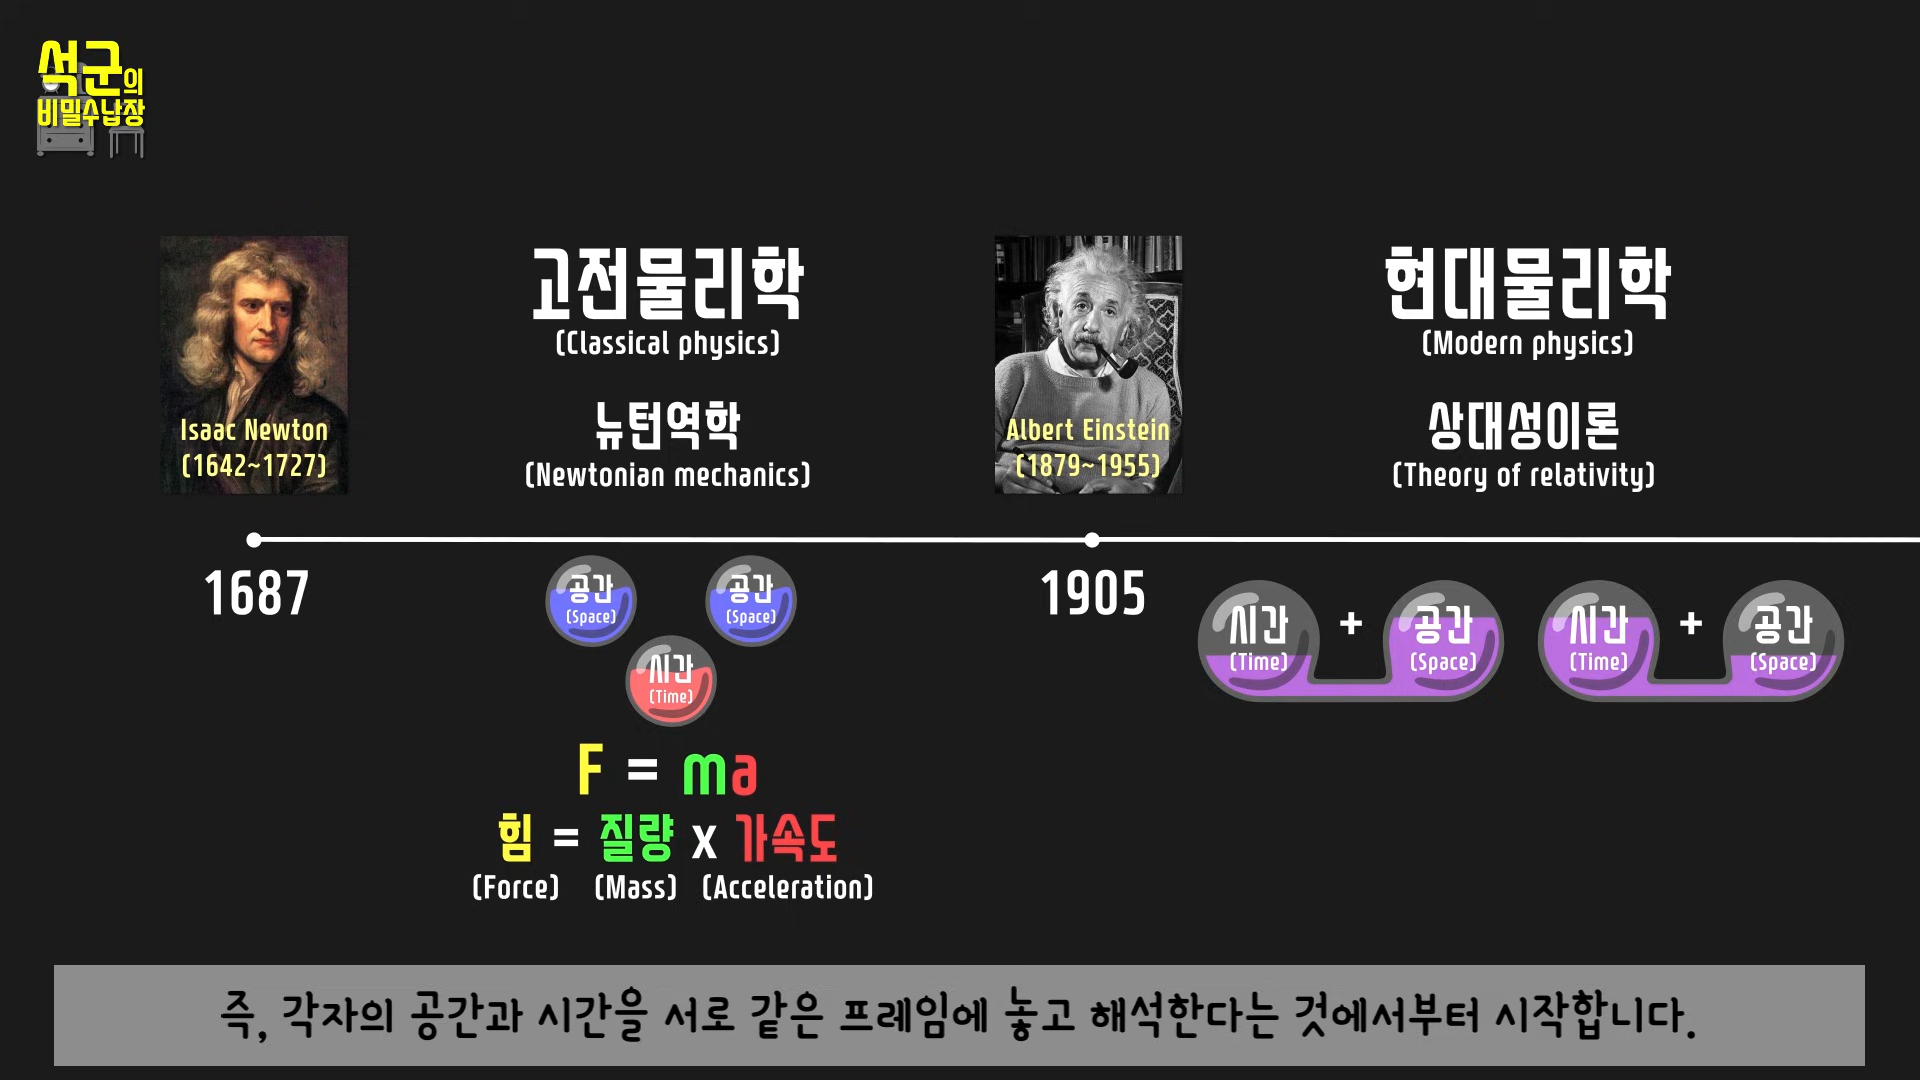 석군의
비밀수납장
Isaac Newton
(1642~1727)
고전물리학
(Classical physics)
뉴턴역학
(Newtonian mechanics)
Albert Einstein
(1879~1955)
현대물리학
(Modern physics)
상대성이론
(Theory of relativity)
1687
공간
(Space)
공간
(Space)
시간
(Time)
F = ma
힘 = 질량 x 가속도
(Force) (Mass) (Acceleration)
1905
시간 + 공간
(Time) (Space)
시간 + 공간
(Time) (Space)
즉, 각자의 공간과 시간을 서로 같은 프레임에 놓고 해석한다는 것에서부터 시작합니다.